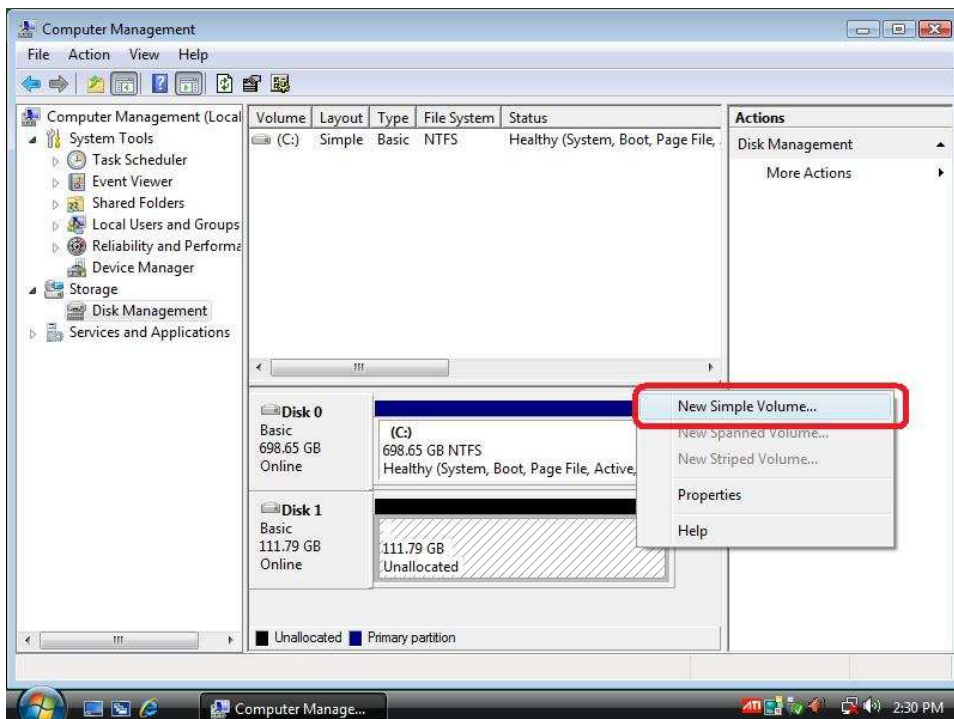 Computer Management
File Action View Help
Computer Management (Local
System Tools
Task Scheduler
Event Viewer
Shared Folders
Local Users and Groups
Reliability and Performa
Device Manager
Storage
Disk Management
Services and Applications
Volume Layout Type File System Status
(C:) Simple Basic NTFS Healthy (System, Boot, Page File,
Actions
Disk Management
More Actions
Disk 0
Basic
698.65 GB
Online
(C:)
698.65 GB NTFS
Healthy (System, Boot, Page File, Active,
Disk 1
Basic
111.79 GB
Online
111.79 GB
Unallocated
New Simple Volume...
New Spanned Volume...
New Striped Volume...
Properties
Help
Unallocated Primary partition
Computer Manage...
ATI
2:30 PM